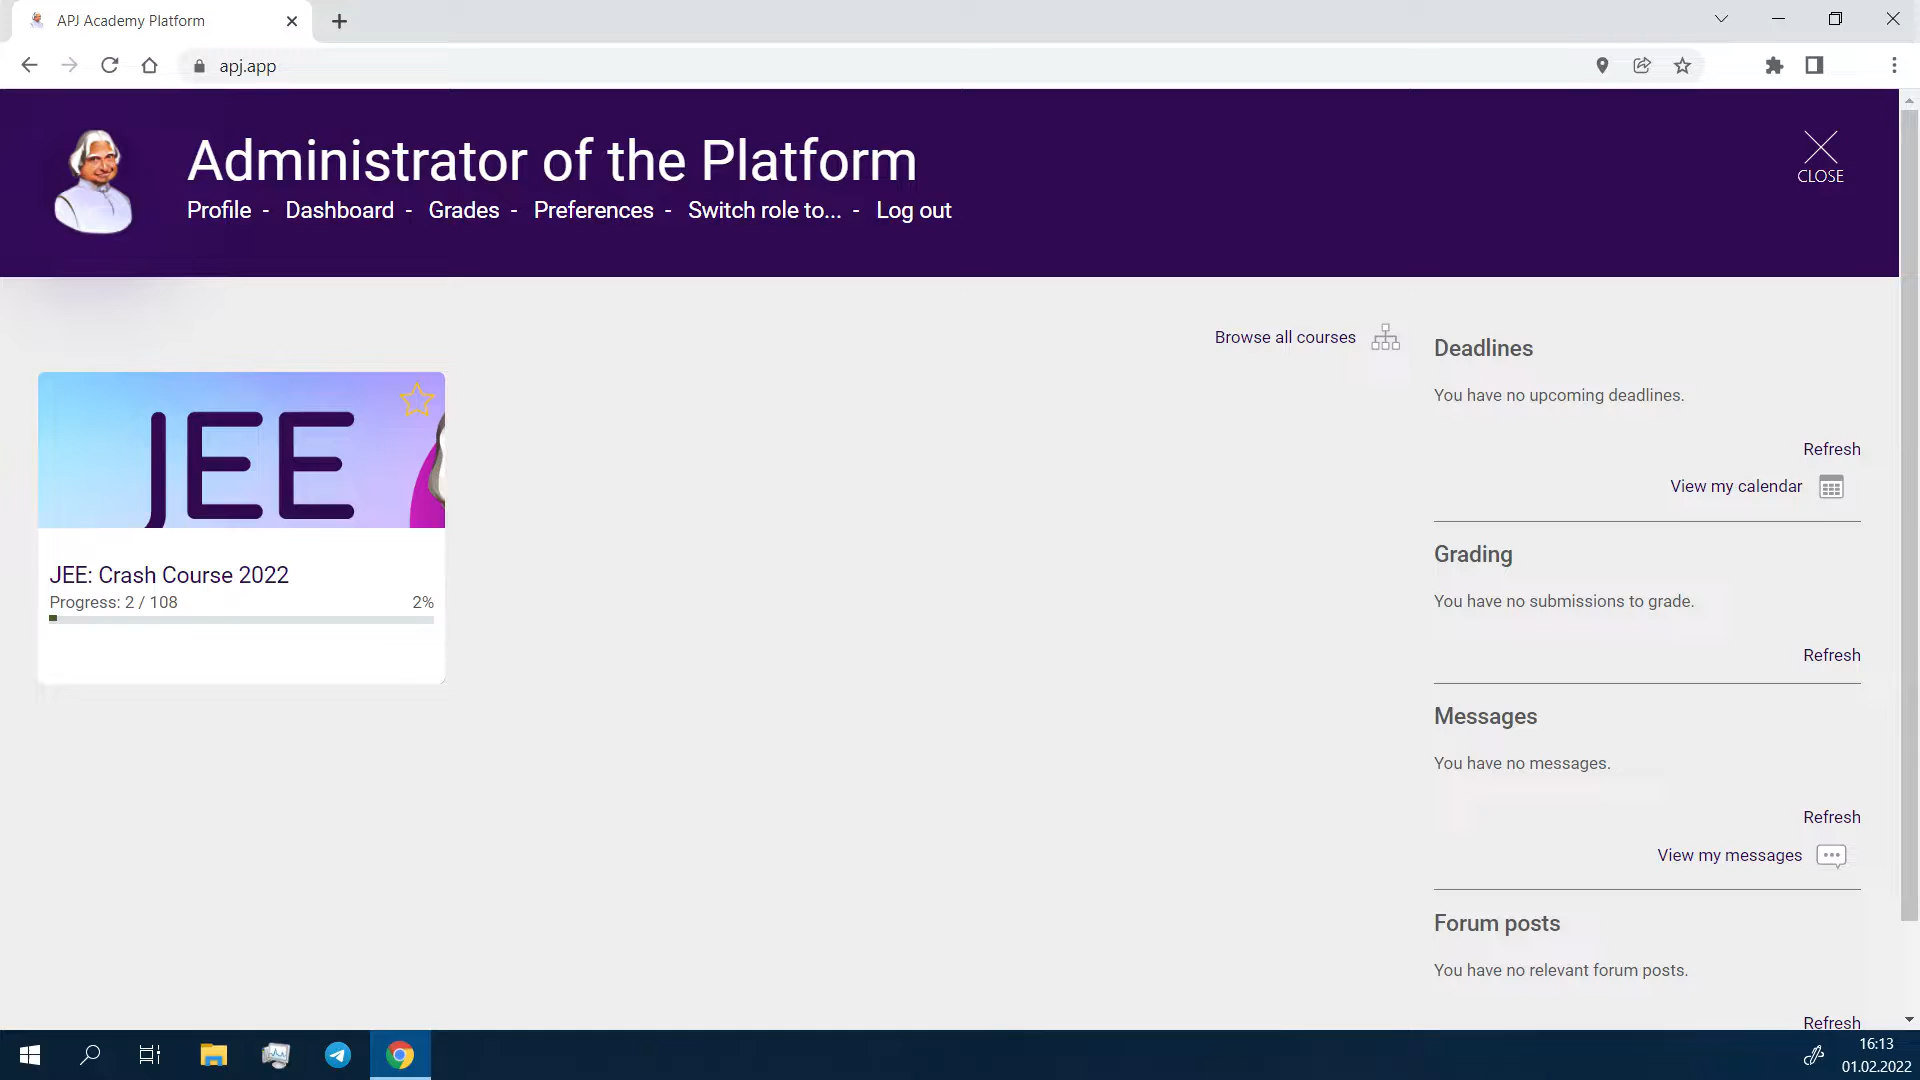 APJ Academy Platform
apj.app
Administrator of the Platform
CLOSE
Profile - Dashboard - Grades - Preferences - Switch role to... - Log out
Browse all courses
JEE
JEE: Crash Course 2022
Progress: 2 / 108 2%
Deadlines
You have no upcoming deadlines.
Refresh
View my calendar
Grading
You have no submissions to grade.
Refresh
Messages
You have no messages.
Refresh
View my messages
Forum posts
You have no relevant forum posts.
Refresh
16:13
01.02.2022